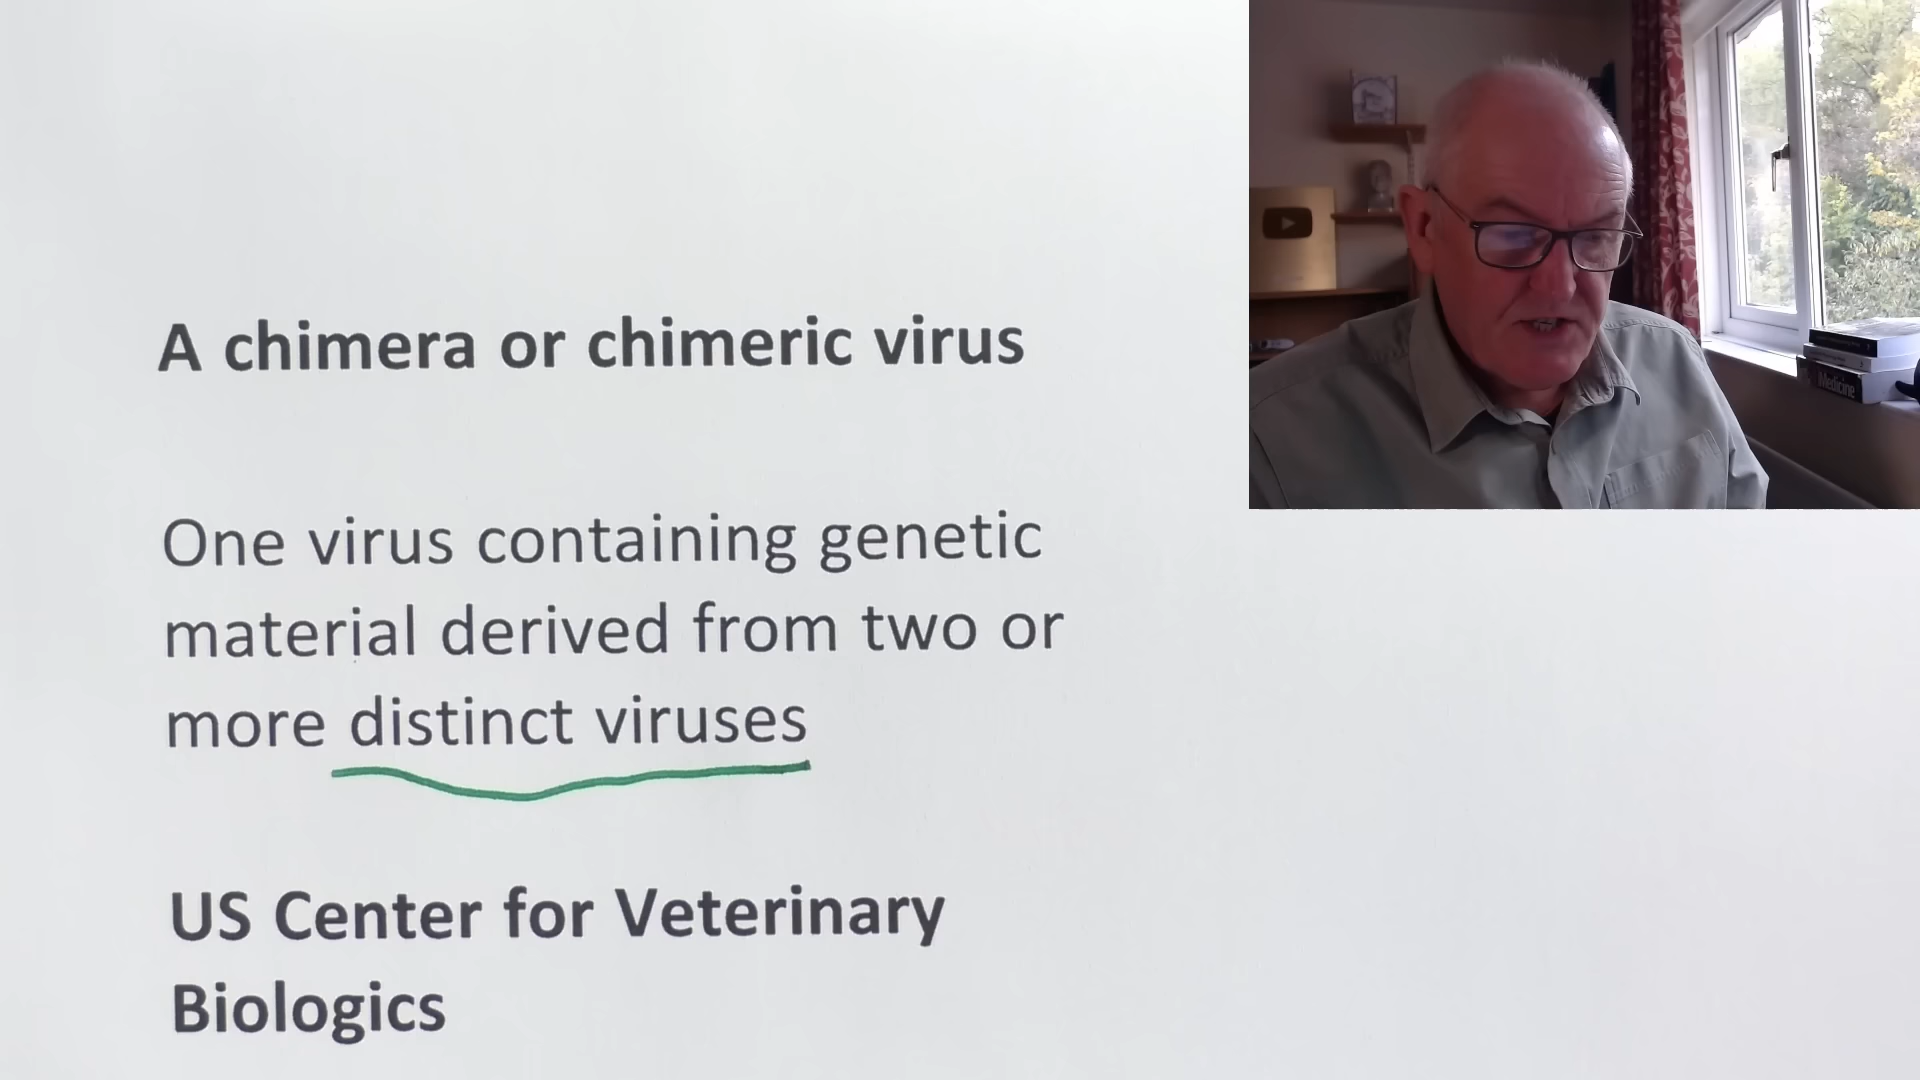 A chimera or chimeric virus
One virus containing genetic
material derived from two or
more distinct viruses
US Center for Veterinary
Biologics
Medicine